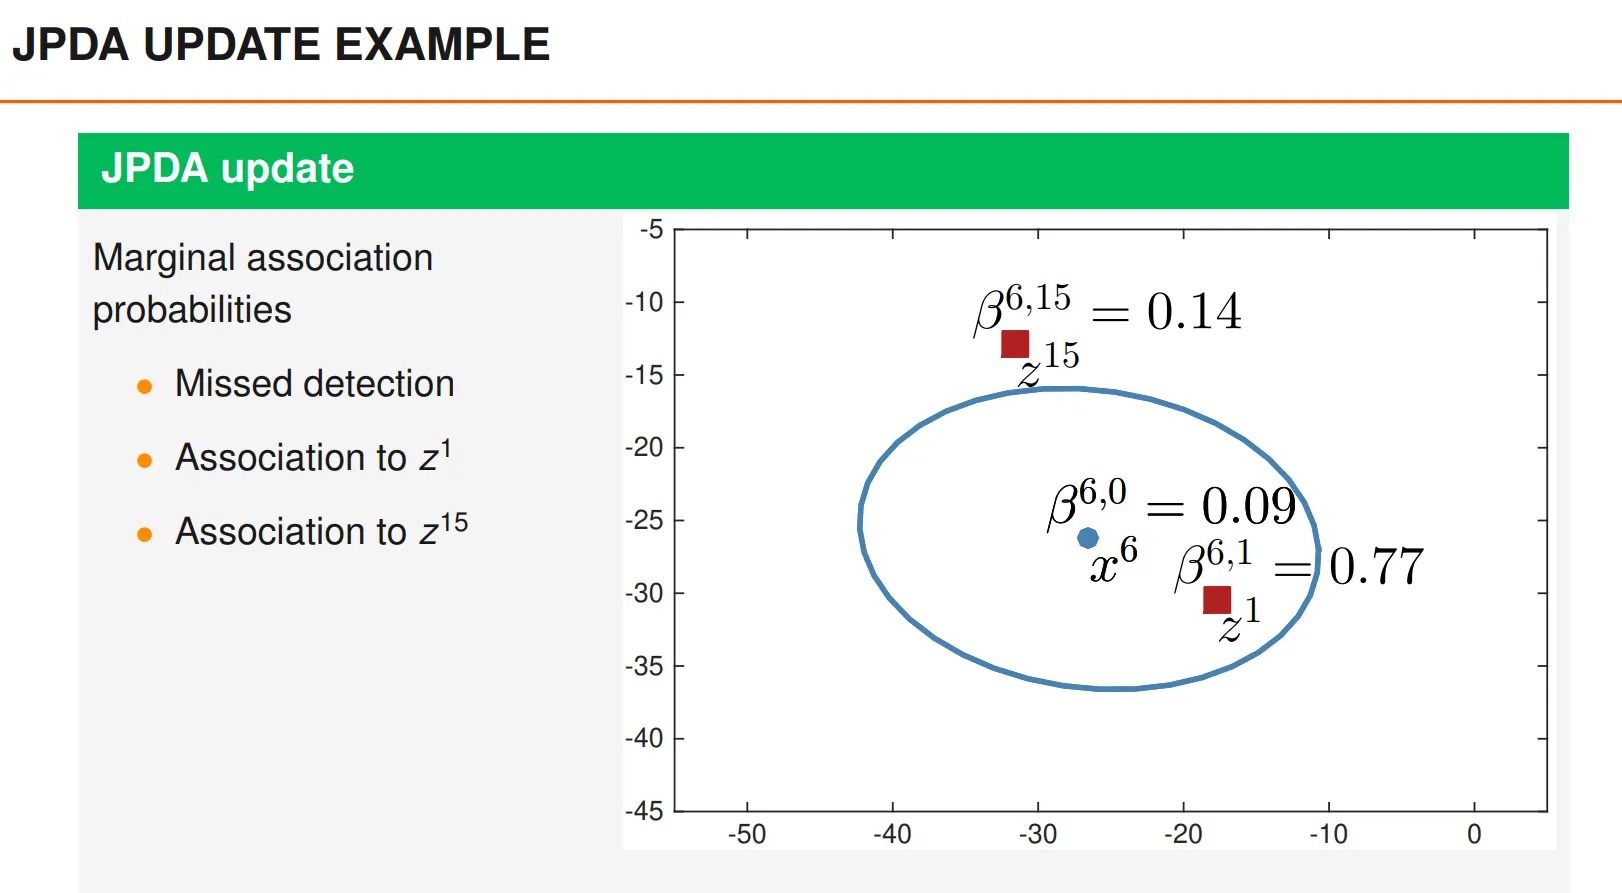 JPDA UPDATE EXAMPLE
JPDA update
Marginal association
probabilities
Missed detection
Association to z¹
Association to z¹⁵
-5
-10
-15
-20
-25
-30
-35
-40
-45
β⁶,¹⁵ = 0.14
z¹⁵
β⁶,⁰ = 0.09
x⁶
β⁶,¹ = 0.77
z¹
-50 -40 -30 -20 -10 0